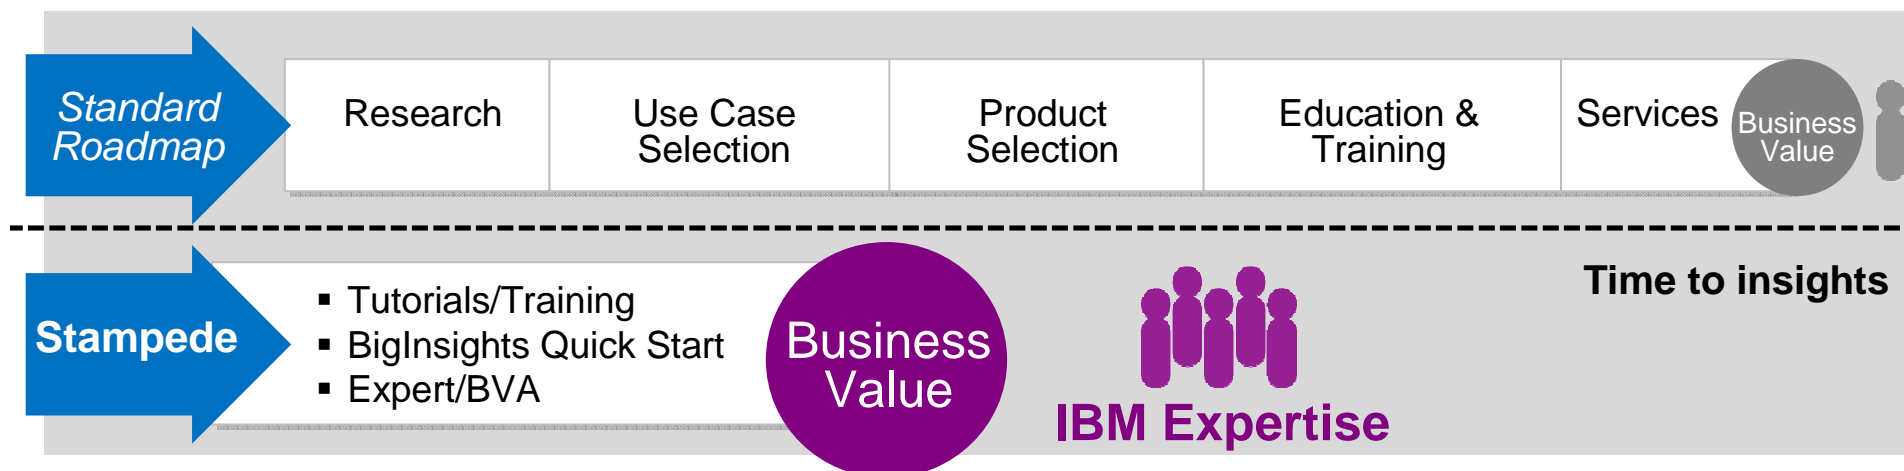 Standard
Roadmap
Research
Use Case
Selection
Product
Selection
Education &
Training
Services
Business
Value
Time to insights
Stampede
▪ Tutorials/Training
▪ BigInsights Quick Start
▪ Expert/BVA
Business
Value
IBM Expertise